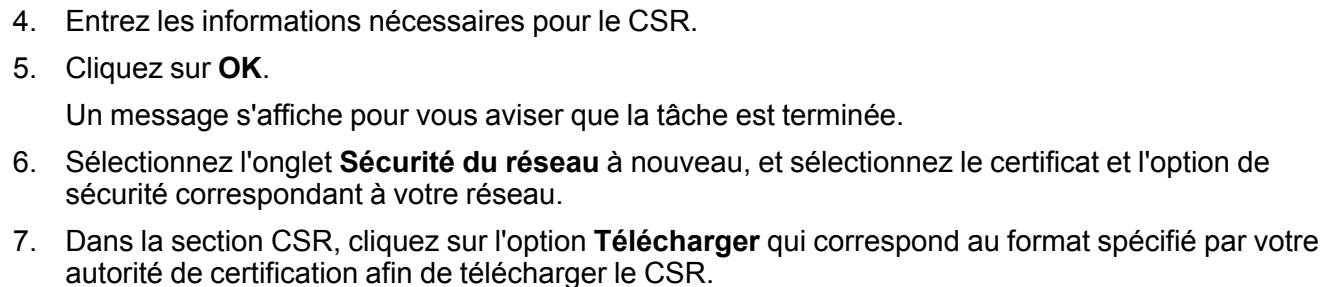 4. Entrez les informations nécessaires pour le CSR.
5. Cliquez sur OK.
Un message s'affiche pour vous aviser que la tâche est terminée.
6. Sélectionnez l'onglet Sécurité du réseau à nouveau, et sélectionnez le certificat et l'option de
sécurité correspondant à votre réseau.
7. Dans la section CSR, cliquez sur l'option Télécharger qui correspond au format spécifié par votre
autorité de certification afin de télécharger le CSR.